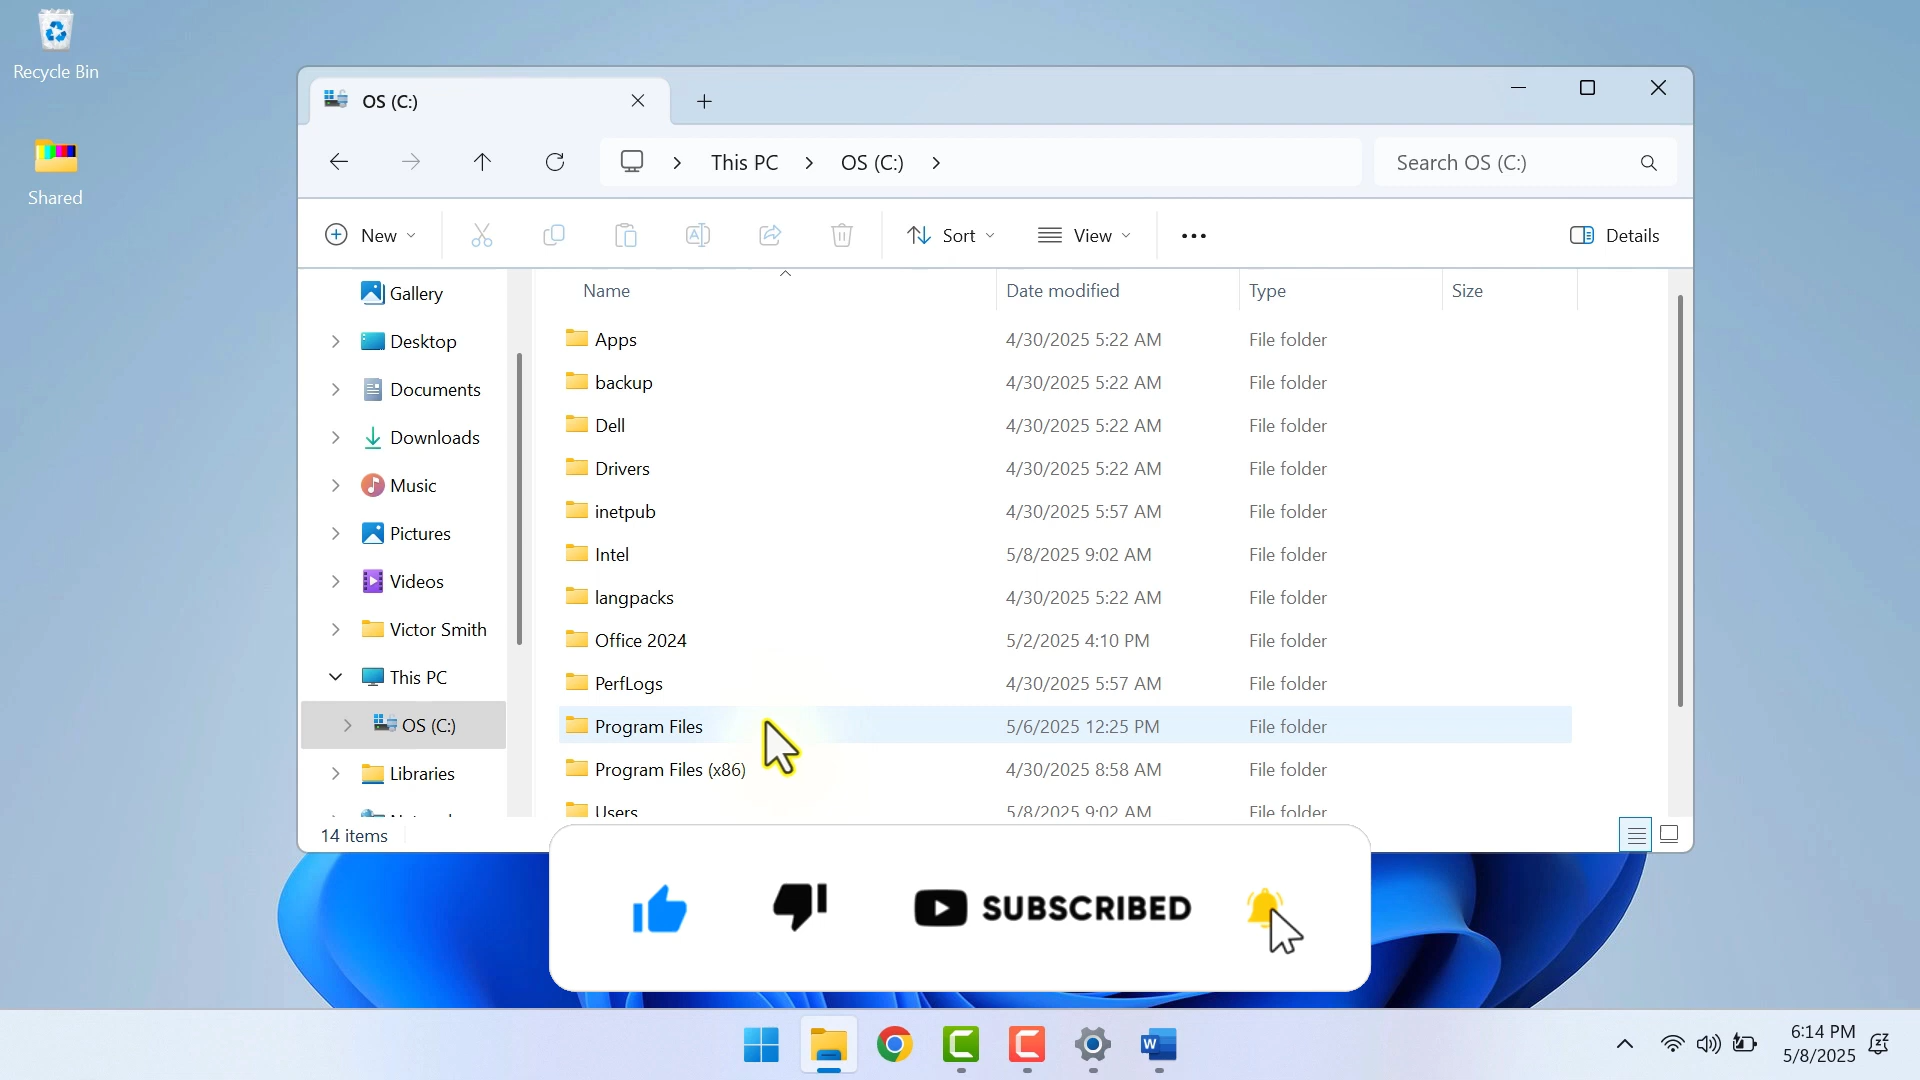 Recycle Bin
Shared
OS (C:)
This PC
OS (C:)
Search OS (C:)
New
Sort
View
Details
Gallery
Desktop
Documents
Downloads
Music
Pictures
Videos
Victor Smith
This PC
OS (C:)
Libraries
Name Date modified Type Size
Apps 4/30/2025 5:22 AM File folder
backup 4/30/2025 5:22 AM File folder
Dell 4/30/2025 5:22 AM File folder
Drivers 4/30/2025 5:22 AM File folder
inetpub 4/30/2025 5:57 AM File folder
Intel 5/8/2025 9:02 AM File folder
langpacks 4/30/2025 5:22 AM File folder
Office 2024 5/2/2025 4:10 PM File folder
PerfLogs 4/30/2025 5:57 AM File folder
Program Files 5/6/2025 12:25 PM File folder
Program Files (x86) 4/30/2025 8:58 AM File folder
Users 5/8/2025 9:02 AM File folder
14 items
SUBSCRIBED
6:14 PM
5/8/2025